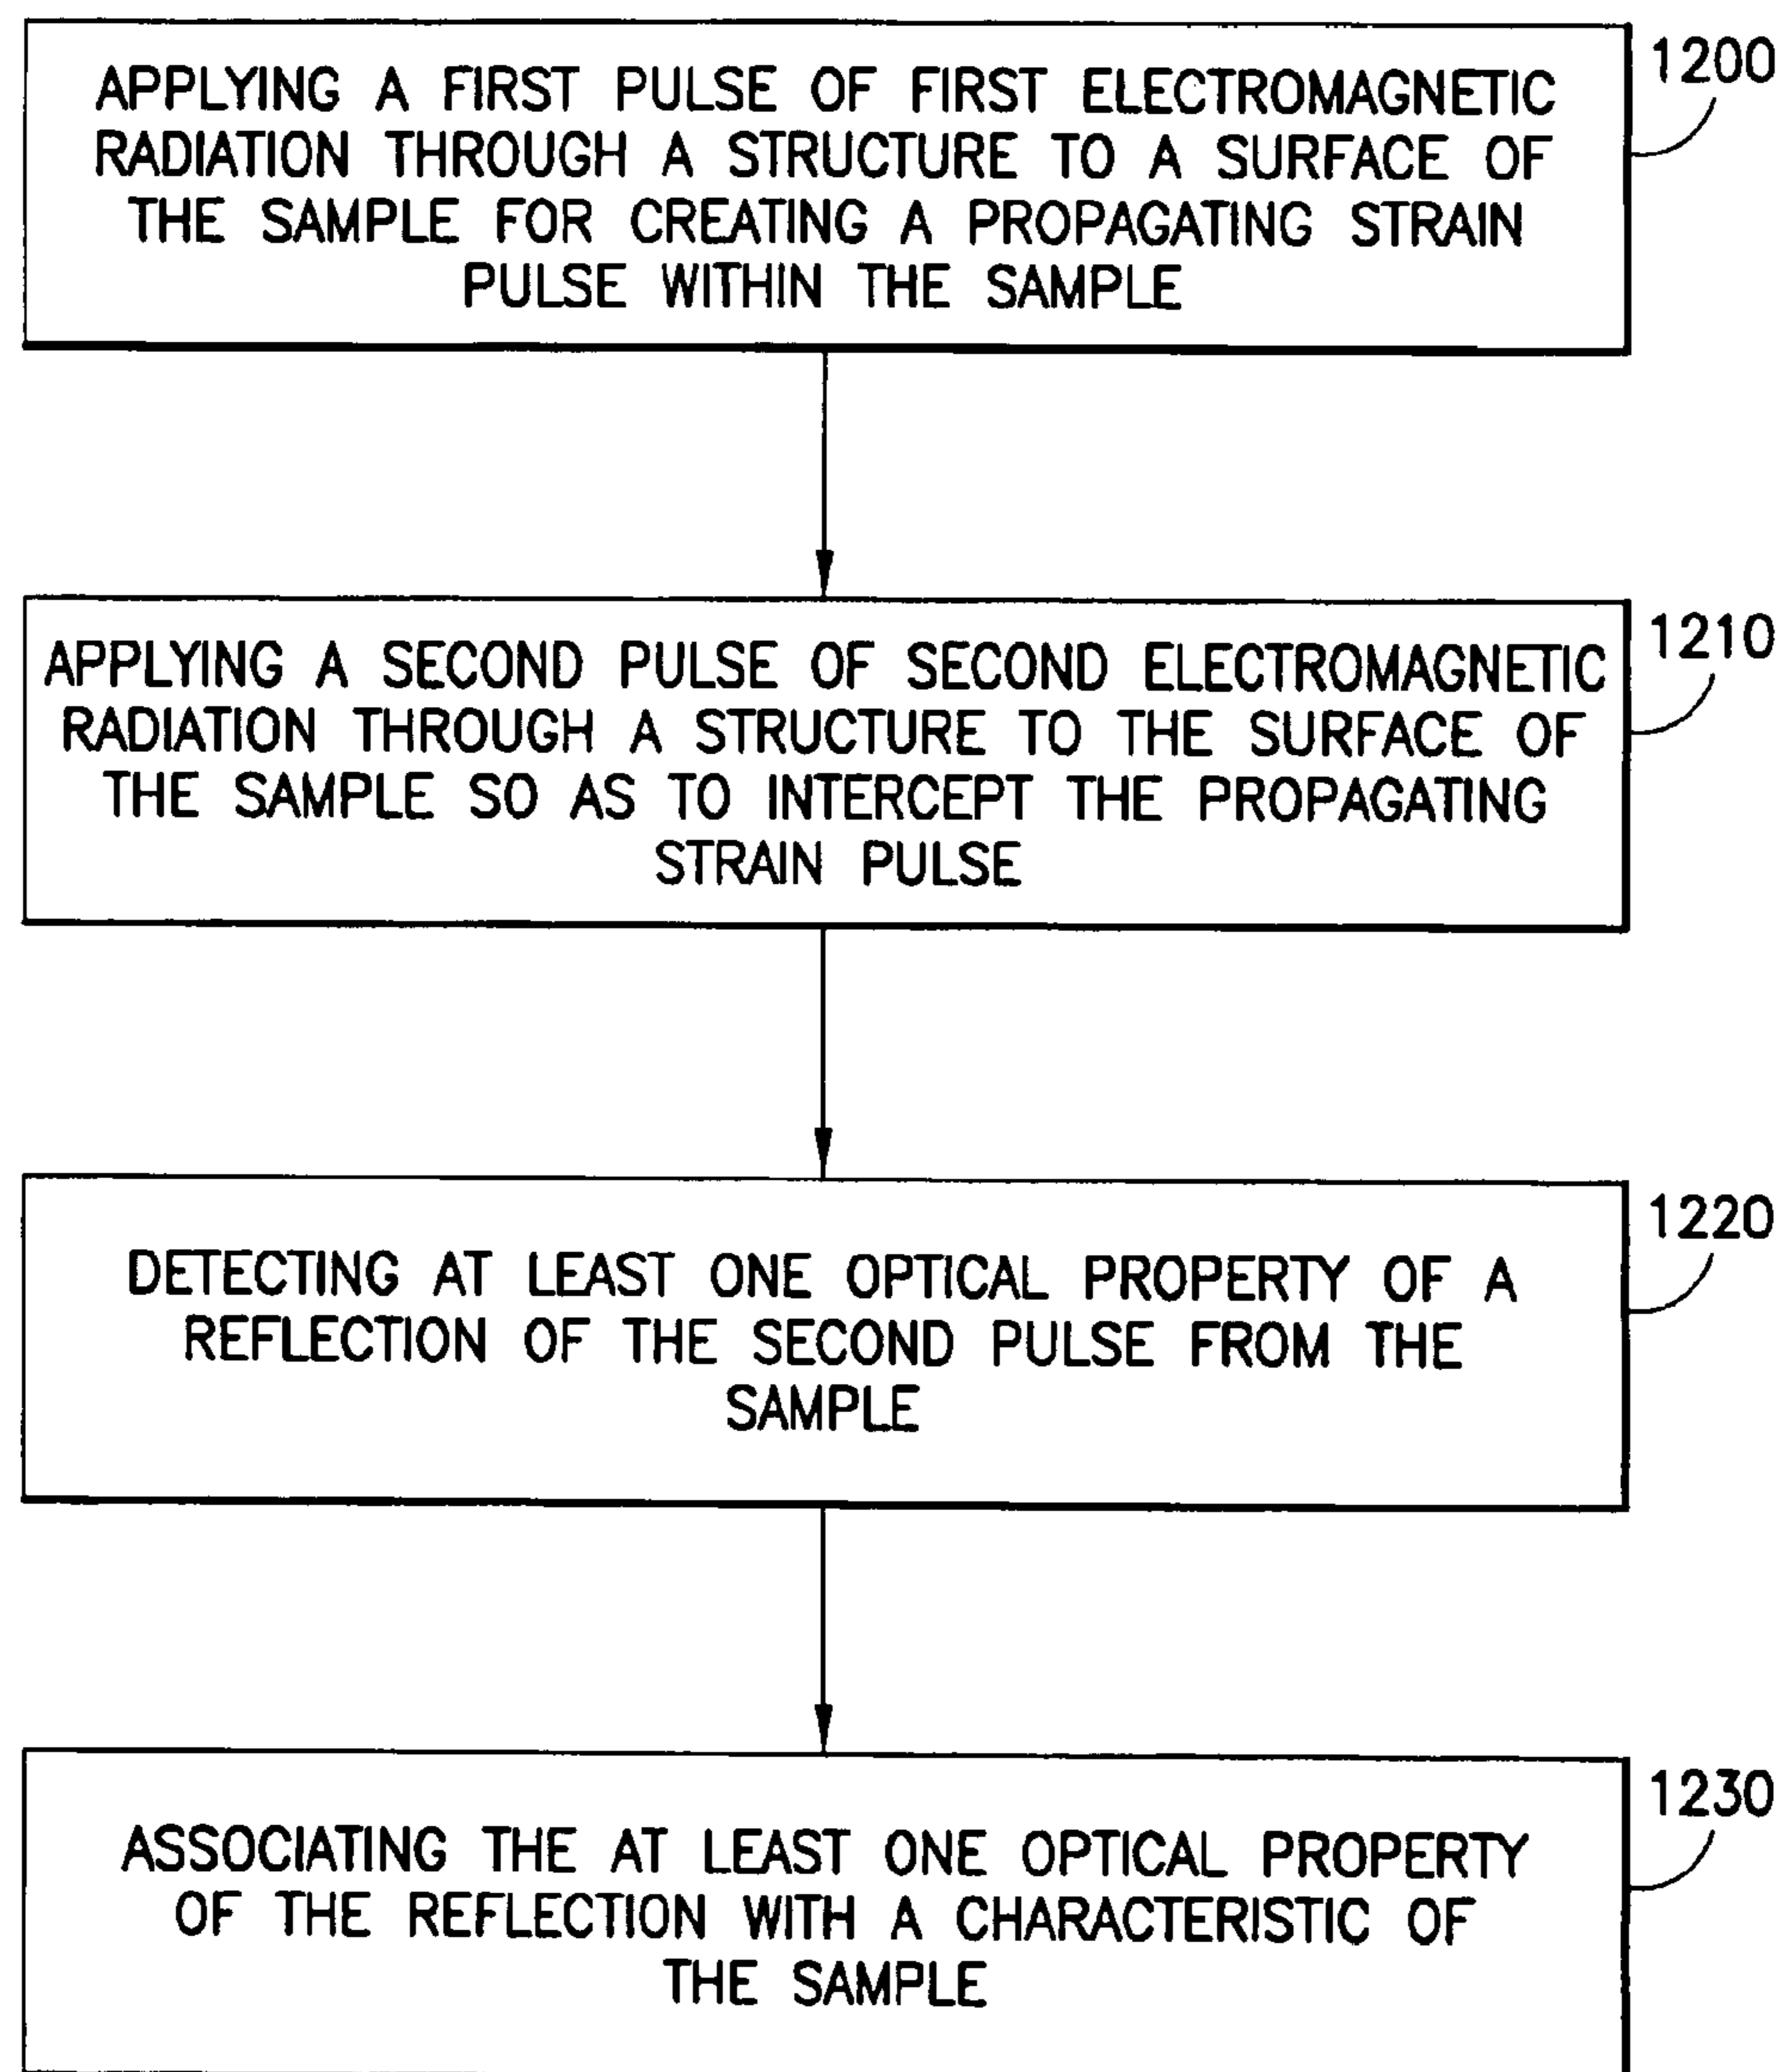 APPLYING A FIRST PULSE OF FIRST ELECTROMAGNETIC
RADIATION THROUGH A STRUCTURE TO A SURFACE OF
THE SAMPLE FOR CREATING A PROPAGATING STRAIN
PULSE WITHIN THE SAMPLE
1200
APPLYING A SECOND PULSE OF SECOND ELECTROMAGNETIC
RADIATION THROUGH A STRUCTURE TO THE SURFACE OF
THE SAMPLE SO AS TO INTERCEPT THE PROPAGATING
STRAIN PULSE
1210
DETECTING AT LEAST ONE OPTICAL PROPERTY OF A
REFLECTION OF THE SECOND PULSE FROM THE
SAMPLE
1220
ASSOCIATING THE AT LEAST ONE OPTICAL PROPERTY
OF THE REFLECTION WITH A CHARACTERISTIC OF
THE SAMPLE
1230